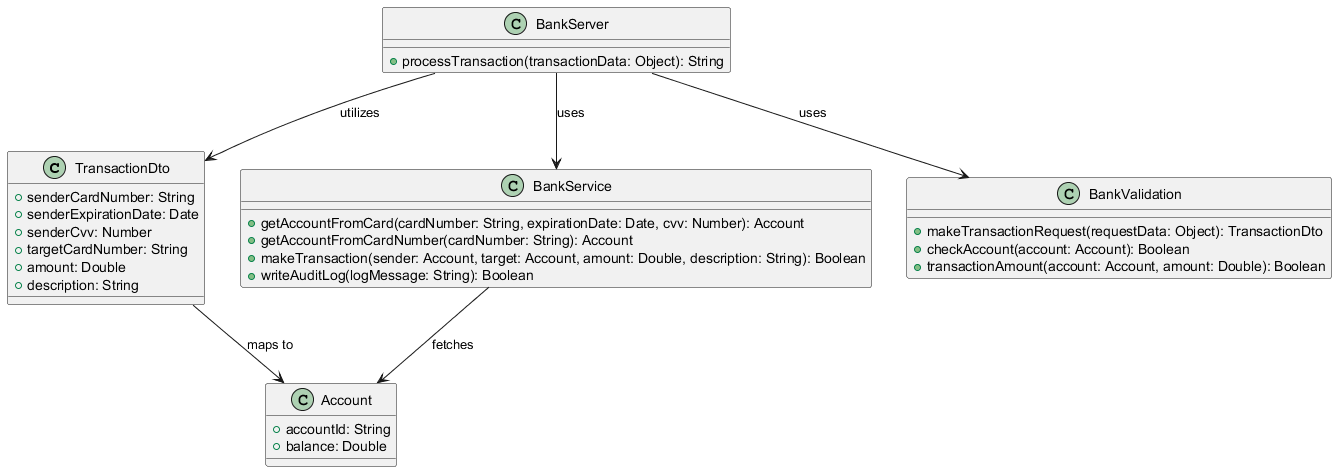 C BankServer
processTransaction(transactionData: Object): String
utilizes
uses
uses
C TransactionDto
senderCardNumber: String
senderExpirationDate: Date
senderCvv: Number
targetCardNumber: String
amount: Double
description: String
C BankService
getAccountFromCard(cardNumber: String, expirationDate: Date, cvv: Number): Account
getAccountFromCardNumber(cardNumber: String): Account
makeTransaction(sender: Account, target: Account, amount: Double, description: String): Boolean
writeAuditLog(logMessage: String): Boolean
C BankValidation
makeTransactionRequest(requestData: Object): TransactionDto
checkAccount(account: Account): Boolean
transactionAmount(account: Account, amount: Double): Boolean
maps to
fetches
C Account
accountId: String
balance: Double